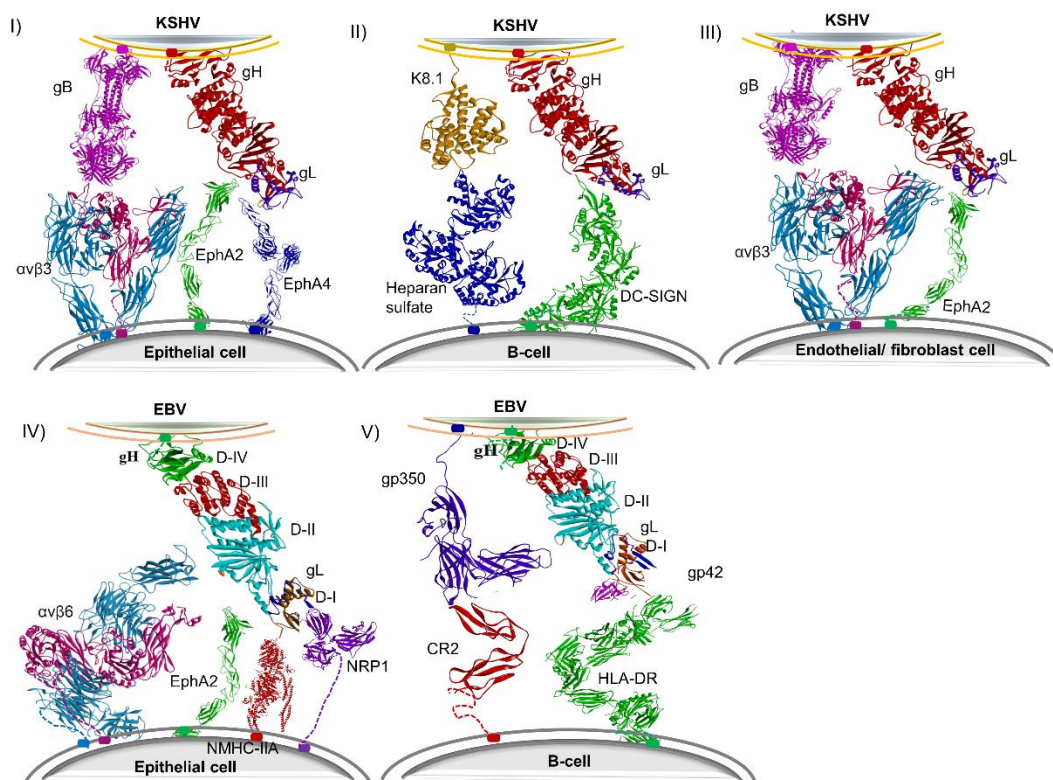 I)
KSHV
gB
gH
gL
αvβ3
EphA2
EphA4
Epithelial cell
II)
KSHV
K8.1
gH
gL
Heparan
sulfate
DC-SIGN
B-cell
III)
KSHV
gB
gH
gL
αvβ3
EphA2
Endothelial/ fibroblast cell
IV)
EBV
gH
D-IV
D-III
D-II
gL
D-I
αvβ6
EphA2
NRP1
NMHC-IIA
Epithelial cell
V)
EBV
gH
D-IV
D-III
gp350
D-II
gL
D-I
gp42
CR2
HLA-DR
B-cell